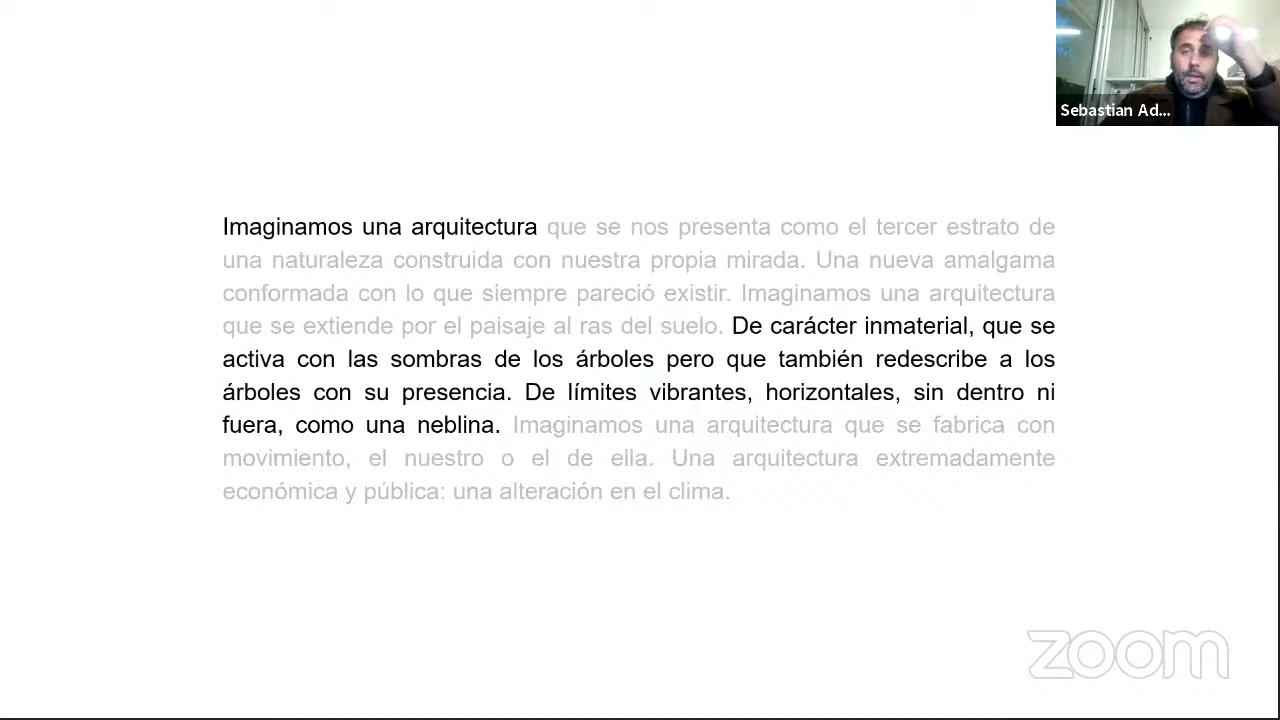 Sebastian Ad...
Imaginamos una arquitectura que se nos presenta como el tercer estrato de
una naturaleza construida con nuestra propia mirada. Una nueva amalgama
conformada con lo que siempre pareció existir. Imaginamos una arquitectura
que se extiende por el paisaje al ras del suelo. De carácter inmaterial, que se
activa con las sombras de los árboles pero que también redescribe a los
árboles con su presencia. De límites vibrantes, horizontales, sin dentro ni
fuera, como una neblina. Imaginamos una arquitectura que se fabrica con
movimiento, el nuestro o el de ella. Una arquitectura extremadamente
económica y pública: una alteración en el clima.
zoom